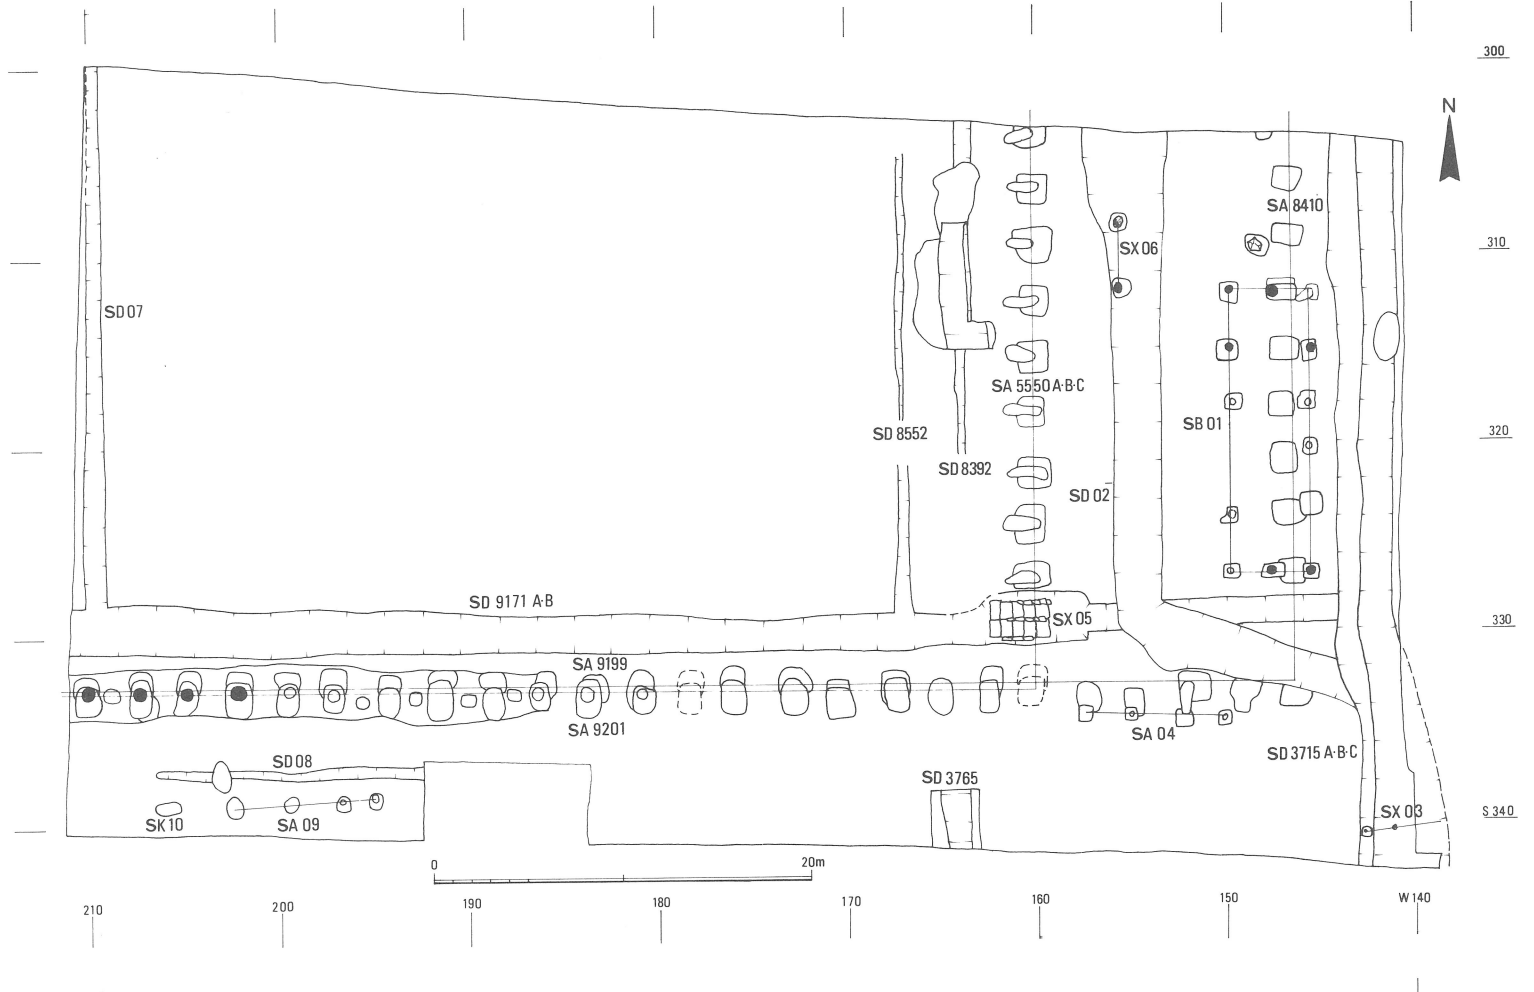 300
N
SA 8410
310
SX 06
SD 07
SA 5550 A·B·C
SB 01
SD 8552
320
SD 8392
SD 02
SD 9171 A·B
SX 05
330
SA 9199
SA 9201
SA 04
SD 3715 A·B·C
SD 08
SD 3765
SX 03
S 340
SK 10
SA 09
0
20m
210
200
190
180
170
160
150
W 140